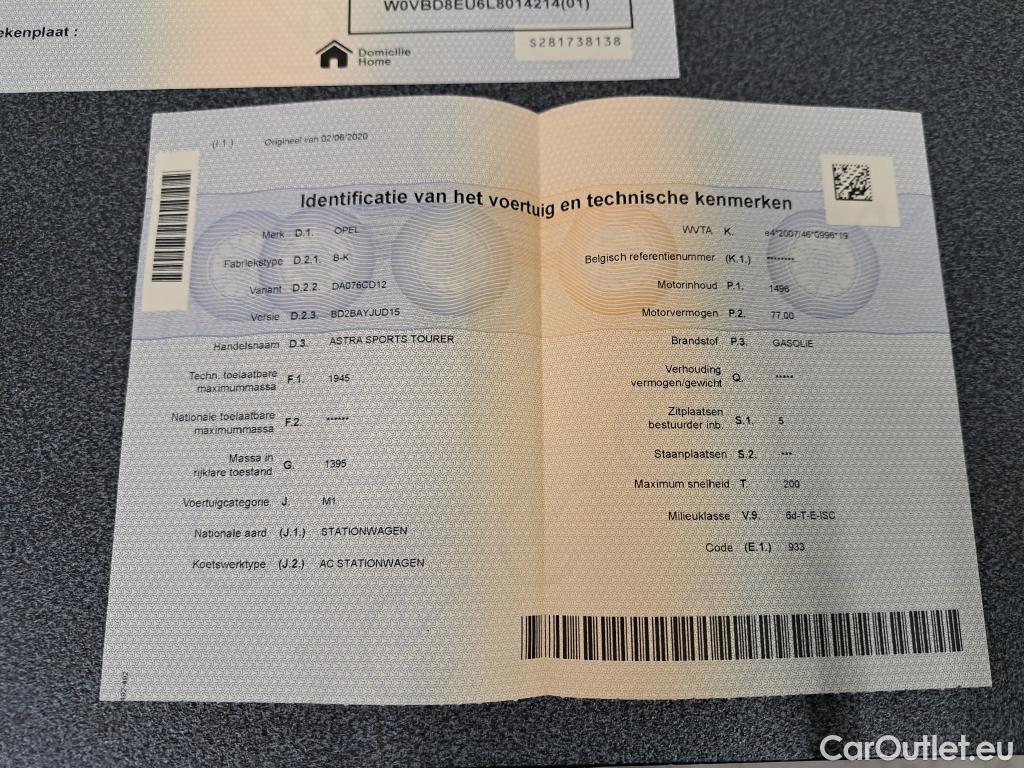 W0VBD8EU6L8014214(01)
ekenplaat :
S281738138
Domicilie
Home
(I.1.) Origineel van 02/06/2020
Identificatie van het voertuig en technische kenmerken
Merk D.1. OPEL
Fabriekstype D.2.1. B-K
Variant D.2.2. DA076CD12
Versie D.2.3. BD2BAYJUD15
Handelsnaam D.3. ASTRA SPORTS TOURER
Techn. toelaatbare
maximummassa F.1. 1945
Nationale toelaatbare
maximummassa F.2. ******
Massa in
rijklare toestand G. 1395
Voertuigcategorie J. M1
Nationale aard (J.1.) STATIONWAGEN
Koetswerktype (J.2.) AC STATIONWAGEN
WVTA K. e4*2007/46*0996*19
Belgisch referentienummer (K.1.) ********
Motorinhoud P.1. 1496
Motorvermogen P.2. 77,00
Brandstof P.3. GASOLIE
Verhouding
vermogen/gewicht Q. *****
Zitplaatsen
bestuurder inb. S.1. 5
Staanplaatsen S.2. ***
Maximum snelheid T. 200
Milieuklasse V.9. 6d-T-E-ISC
Code (E.1.) 933
CarOutlet.eu